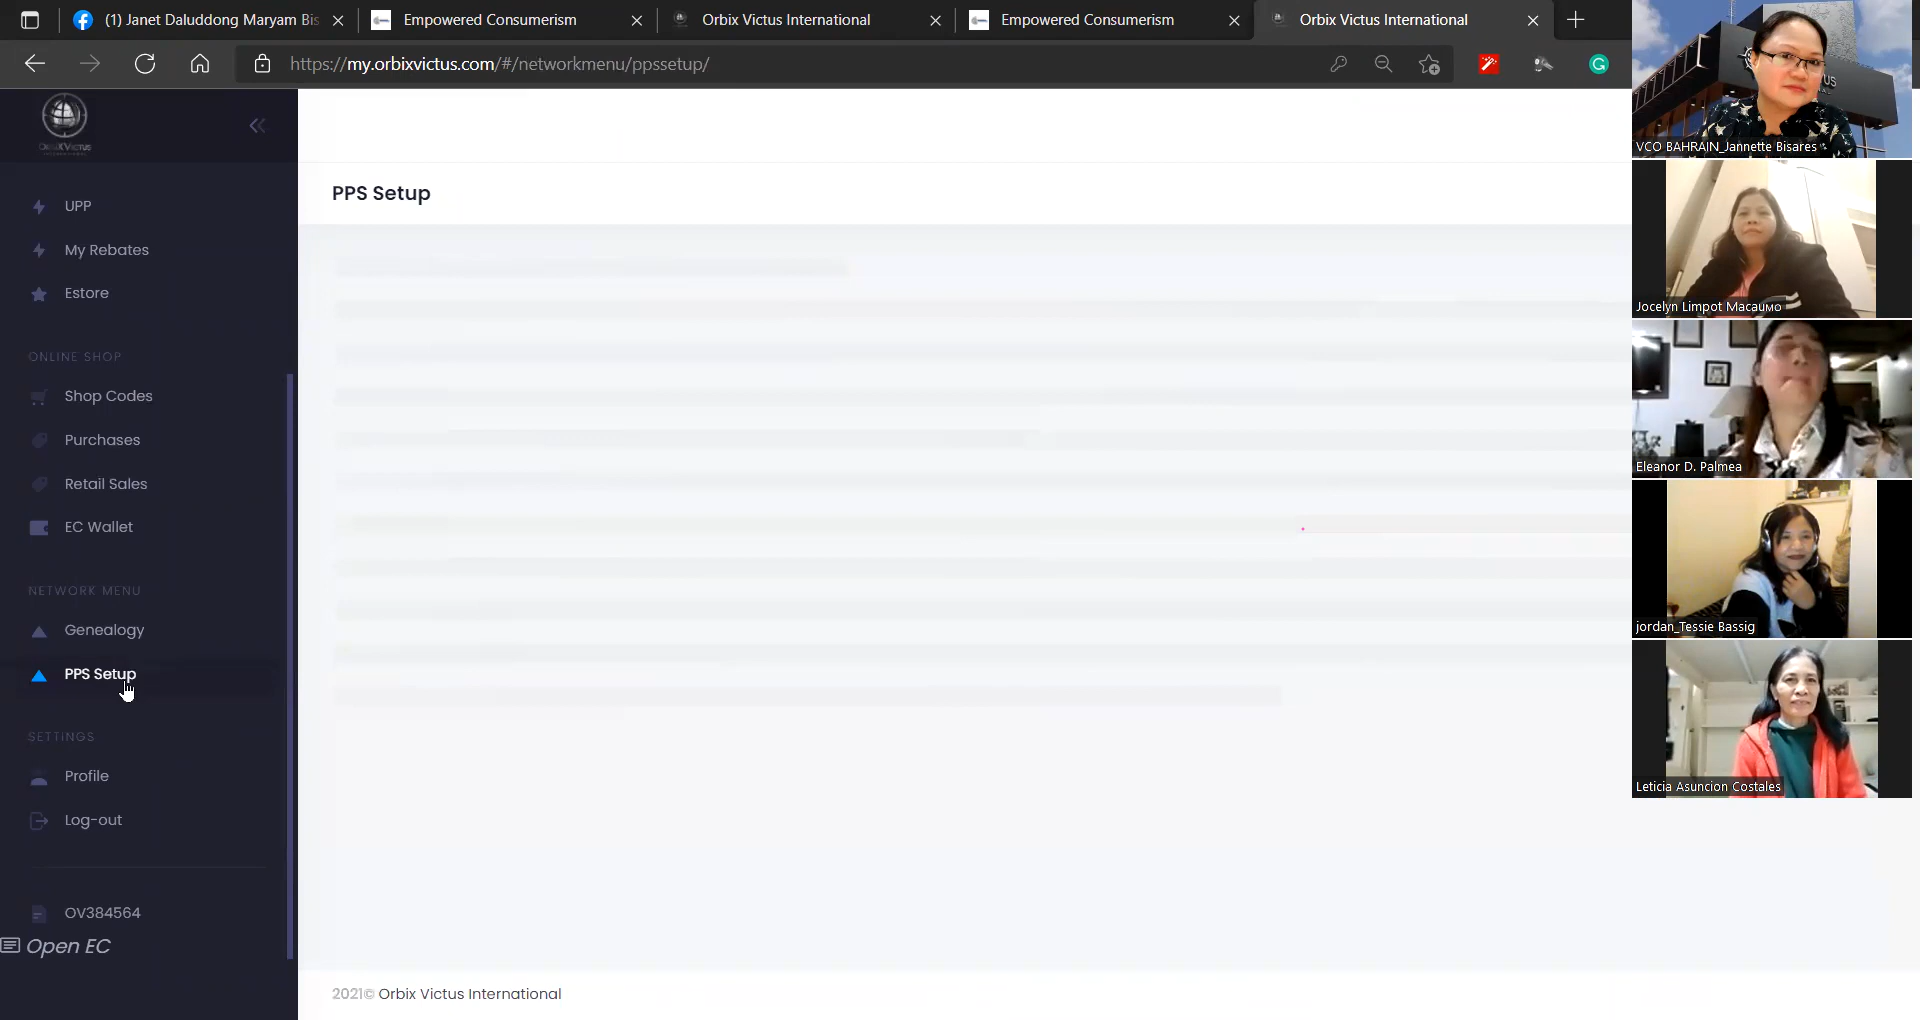 (1) Janet Daluddong Maryam Bis
Empowered Consumerism
Orbix Victus International
Empowered Consumerism
Orbix Victus International
https://my.orbixvictus.com/#/networkmenu/ppssetup/
OrbiX Victus
PPS Setup
UPP
My Rebates
Estore
ONLINE SHOP
Shop Codes
Purchases
Retail Sales
EC Wallet
NETWORK MENU
Genealogy
PPS Setup
SETTINGS
Profile
Log-out
OV384564
Open EC
2021© Orbix Victus International
VCO BAHRAIN_Jannette Bisares
Jocelyn Limpot Macaumo
Eleanor D. Palmea
jordan_Tessie Bassig
Leticia Asuncion Costales